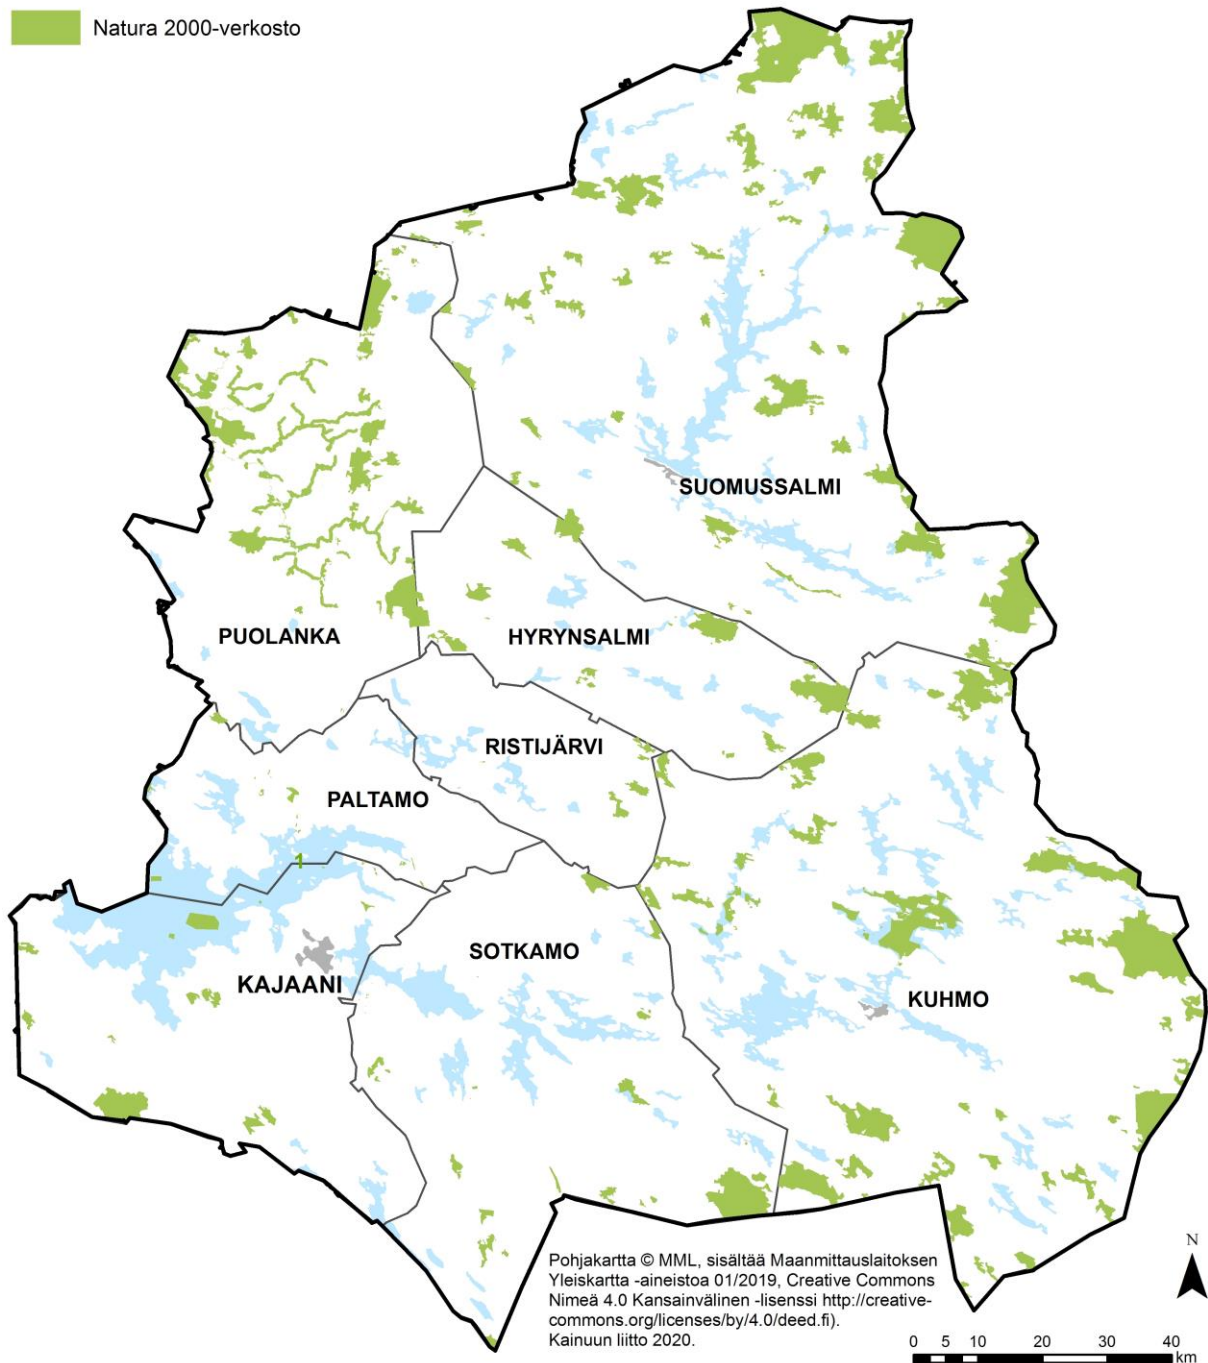 Natura 2000-verkosto
SUOMUSSALMI
PUOLANKA
HYRYNSALMI
RISTIJÄRVI
PALTAMO
1
SOTKAMO
KAJAANI
KUHMO
Pohjakartta © MML, sisältää Maanmittauslaitoksen
Yleiskartta -aineistoa 01/2019, Creative Commons
Nimeä 4.0 Kansainvälinen -lisenssi http://creative-
commons.org/licenses/by/4.0/deed.fi).
Kainuun liitto 2020.
N
0 5 10 20 30 40
km